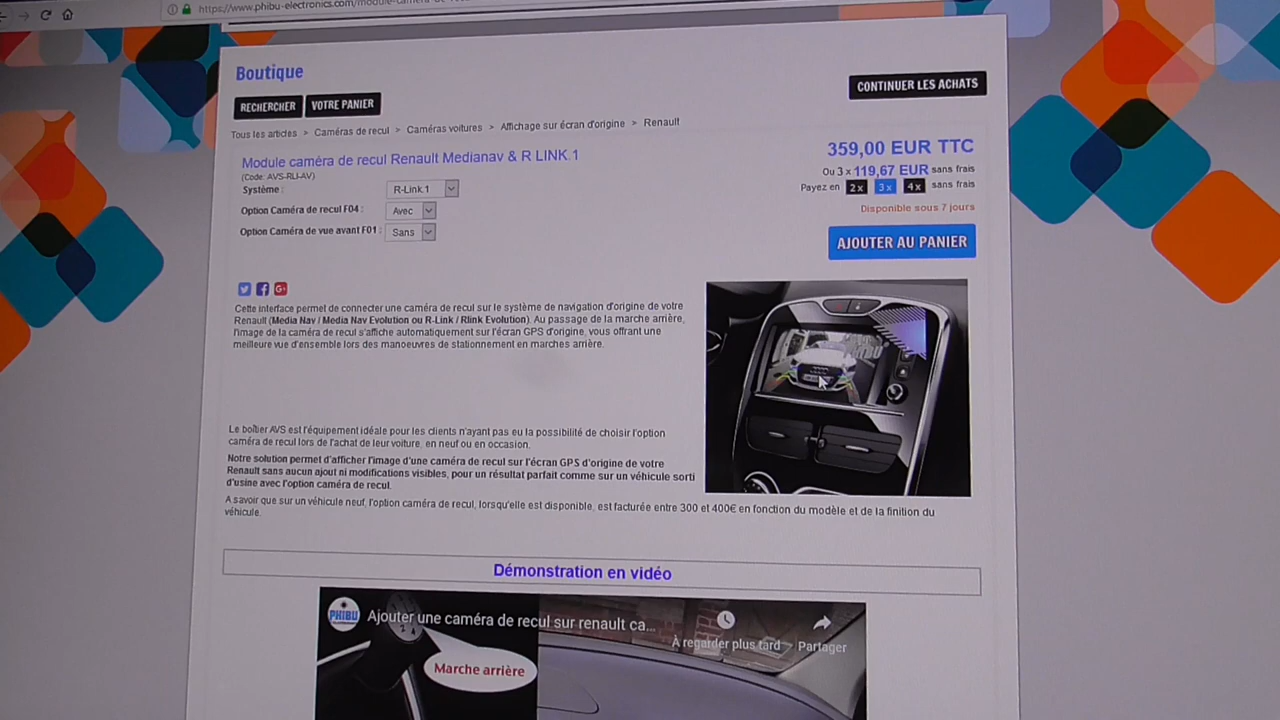 https://www.phibu-electronics.com/module-
Boutique
RECHERCHER
VOTRE PANIER
CONTINUER LES ACHATS
Tous les articles > Caméras de recul > Caméras voitures > Affichage sur écran d'origine > Renault
Module caméra de recul Renault Medianav & R LINK.1
(Code: AVS-RLI-AV)
359,00 EUR TTC
Ou 3 x 119,67 EUR sans frais
Payez en 2x 3x 4x sans frais
Système :
R-Link.1
Option Caméra de recul F04 :
Avec
Option Caméra de vue avant F01 :
Sans
Disponible sous 7 jours
AJOUTER AU PANIER
Cette interface permet de connecter une caméra de recul sur le système de navigation d'origine de votre
Renault (Media Nav / Media Nav Evolution ou R-Link / Rlink Evolution). Au passage de la marche arrière,
l'image de la caméra de recul s'affiche automatiquement sur l'écran GPS d'origine, vous offrant une
meilleure vue d'ensemble lors des manoeuvres de stationnement en marches arrière.
Le boîtier AVS est l'équipement idéale pour les clients n'ayant pas eu la possibilité de choisir l'option
caméra de recul lors de l'achat de leur voiture, en neuf ou en occasion.
Notre solution permet d'afficher l'image d'une caméra de recul sur l'écran GPS d'origine de votre
Renault sans aucun ajout ni modifications visibles, pour un résultat parfait comme sur un véhicule sorti
d'usine avec l'option caméra de recul.
A savoir que sur un véhicule neuf, l'option caméra de recul, lorsqu'elle est disponible, est facturée entre 300 et 400€ en fonction du modèle et de la finition du
véhicule.
Démonstration en vidéo
PHIBU
Ajouter une caméra de recul sur renault ca...
À regarder plus tard
Partager
Marche arrière